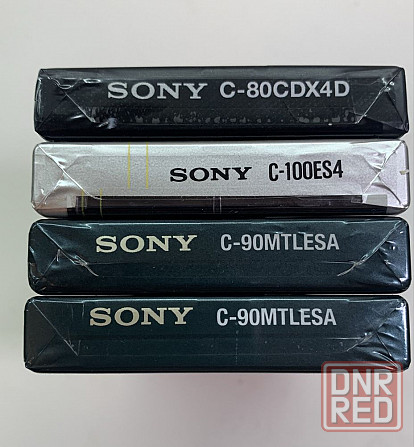 SONY C-80CDX4D
SONY C-100ES4
SONY C-90MTLESA
SONY C-90MTLESA
DNR
RED